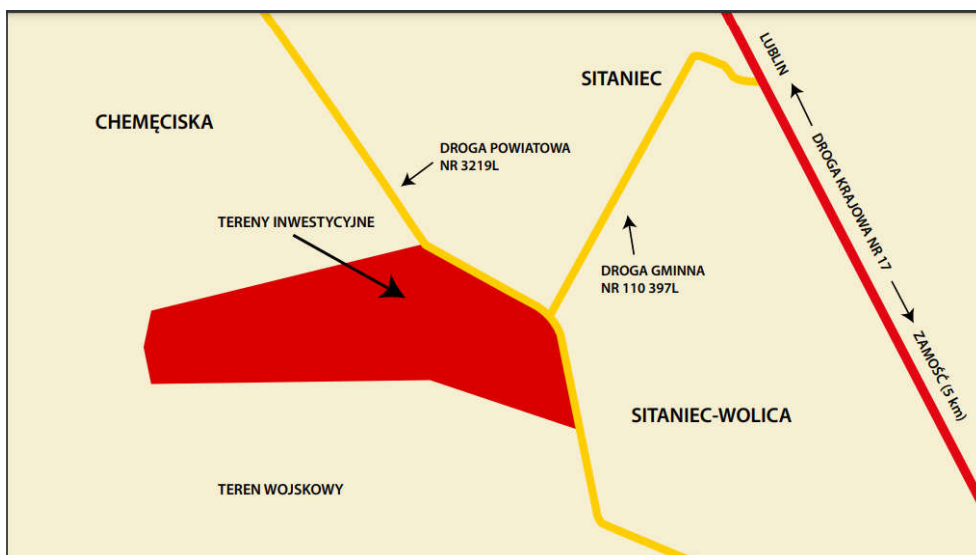 LUBLIN
SITANIEC
CHEMĘCISKA
DROGA POWIATOWA
NR 3219L
DROGA KRAJOWA NR 17
TERENY INWESTYCYJNE
DROGA GMINNA
NR 110 397L
ZAMOŚĆ (5 km)
SITANIEC-WOLICA
TEREN WOJSKOWY